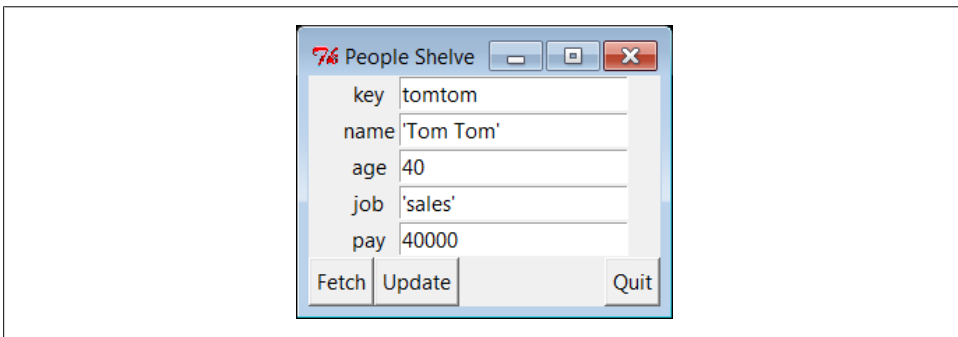 People Shelve
key tomtom
name 'Tom Tom'
age 40
job 'sales'
pay 40000
Fetch Update Quit